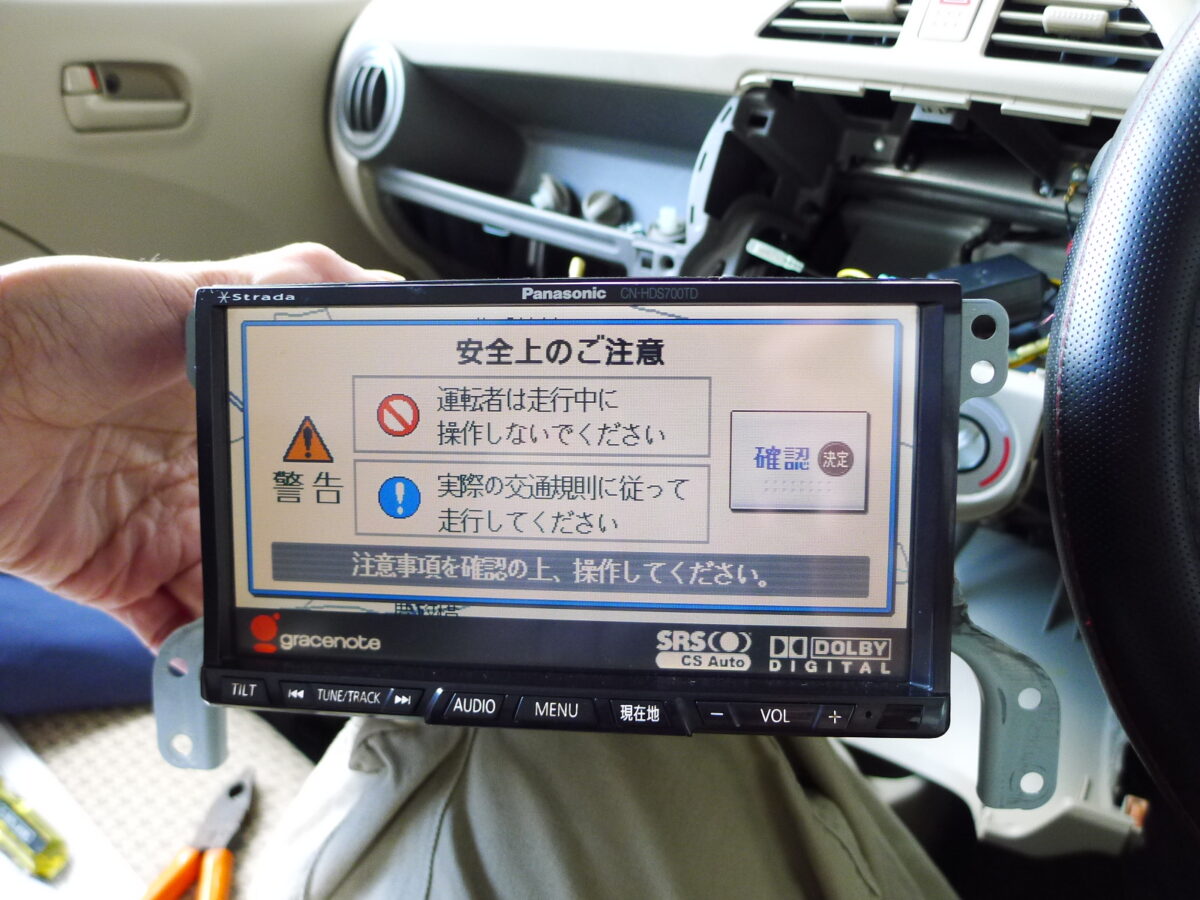 Strada
Panasonic CN-HDS700TD
安全上のご注意
運転者は走行中に
操作しないでください
警告
実際の交通規則に従って
走行してください
確認 決定
注意事項を確認の上、操作してください。
gracenote
SRS
CS Auto
DOLBY
DIGITAL
TILT TUNE/TRACK AUDIO MENU 現在地 − VOL +